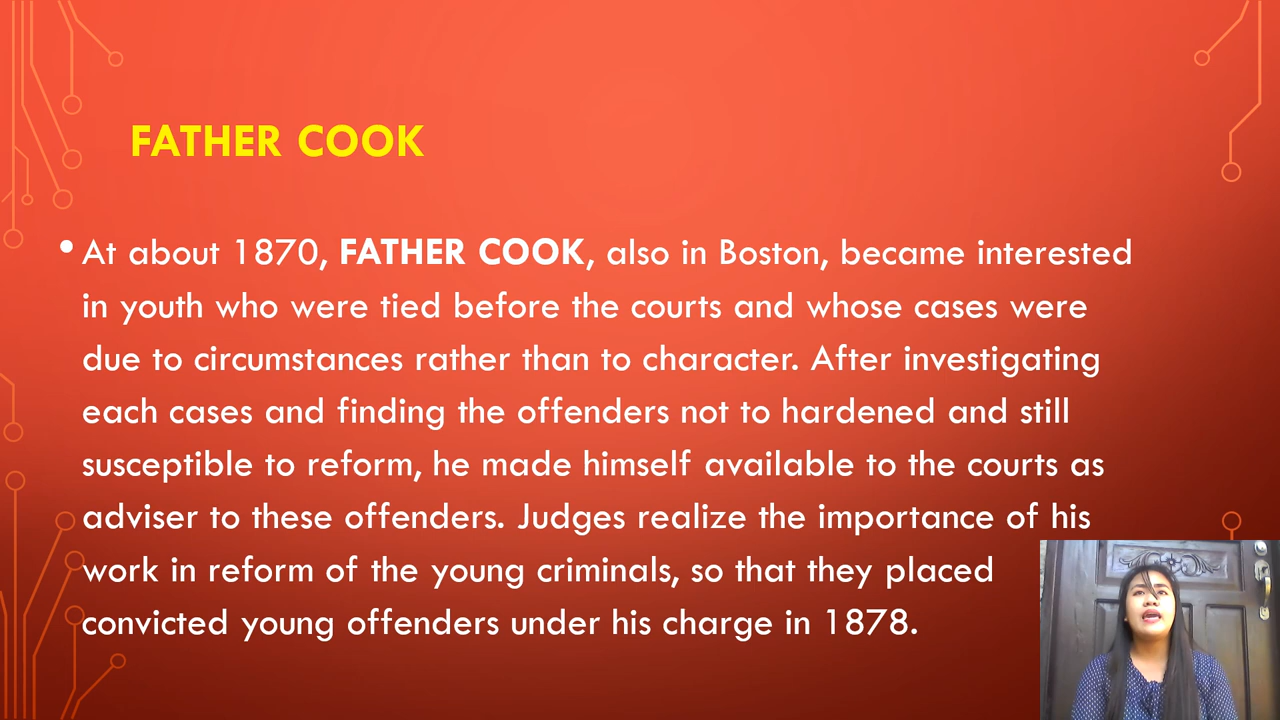 FATHER COOK
• At about 1870, FATHER COOK, also in Boston, became interested
in youth who were tied before the courts and whose cases were
due to circumstances rather than to character. After investigating
each cases and finding the offenders not to hardened and still
susceptible to reform, he made himself available to the courts as
adviser to these offenders. Judges realize the importance of his
work in reform of the young criminals, so that they placed
convicted young offenders under his charge in 1878.